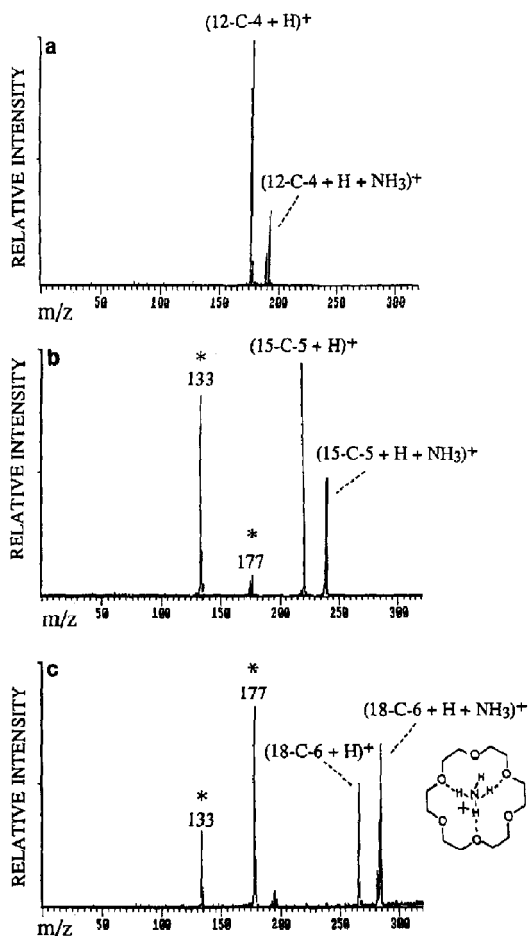 a
RELATIVE INTENSITY
(12-C-4 + H)+
(12-C-4 + H + NH3)+
50 100 150 200 250 300
m/z
b
RELATIVE INTENSITY
*
133
*
177
(15-C-5 + H)+
(15-C-5 + H + NH3)+
50 100 150 200 250 300
m/z
c
RELATIVE INTENSITY
*
133
*
177
(18-C-6 + H)+
(18-C-6 + H + NH3)+
O
O O
H
H N H
+
H
O O
O
50 100 150 200 250 300
m/z